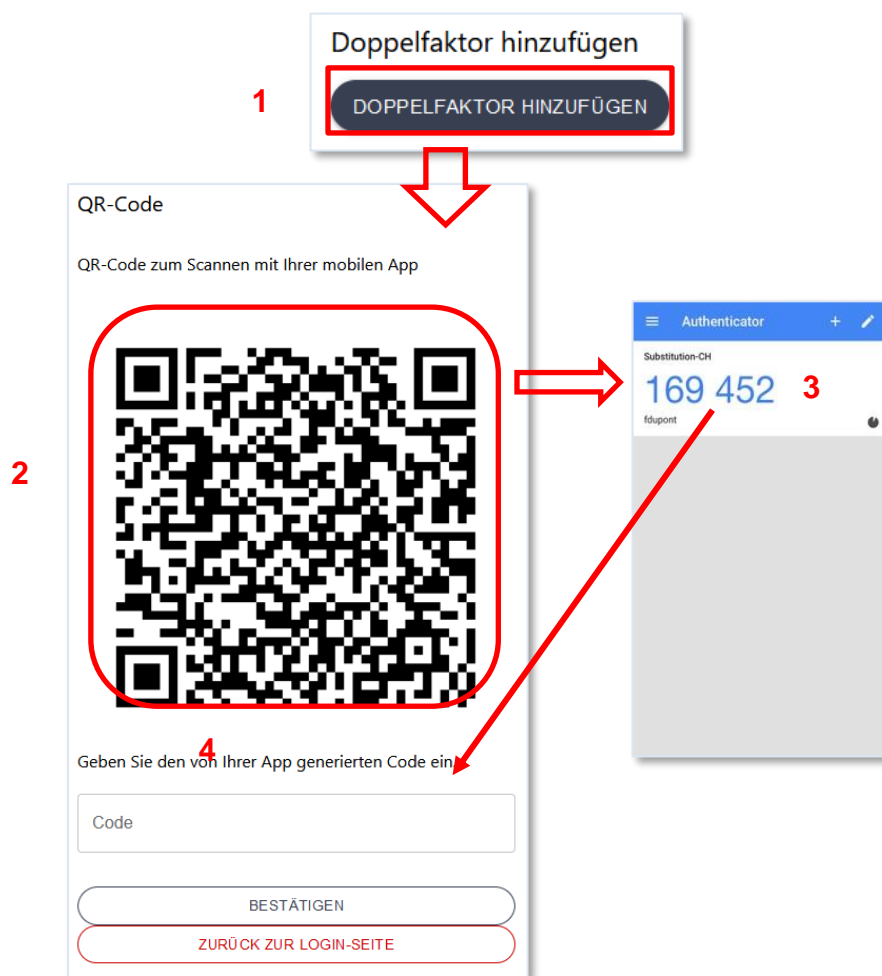 Doppelfaktor hinzufügen
1
DOPPELFAKTOR HINZUFÜGEN
QR-Code
QR-Code zum Scannen mit Ihrer mobilen App
2
Authenticator
Substitution-CH
169 452
3
fdupont
4
Geben Sie den von Ihrer App generierten Code ein
Code
BESTÄTIGEN
ZURÜCK ZUR LOGIN-SEITE